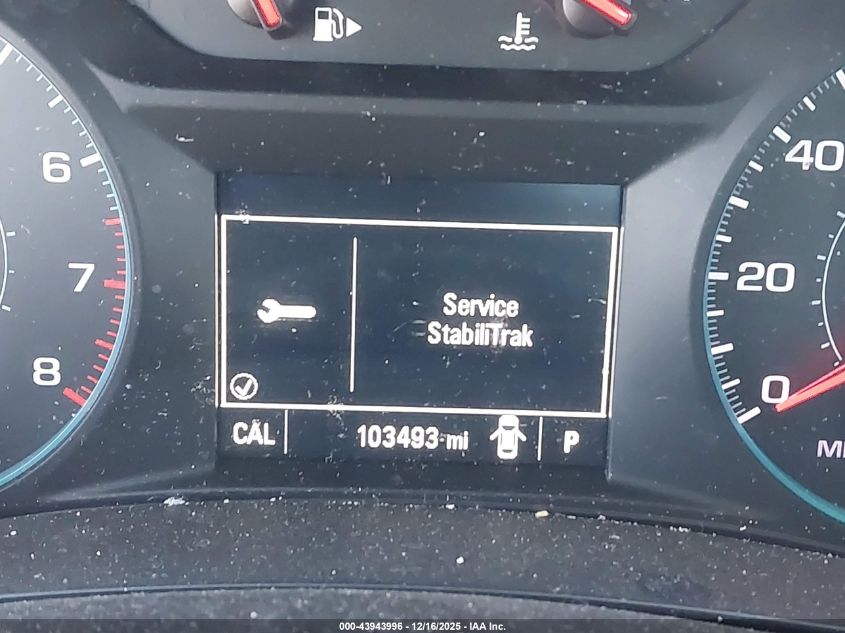 6
7
8
40
20
0
Service
StabiliTrak
CAL
103493 mi
P
000-43943996 - 12/16/2025 - IAA Inc.